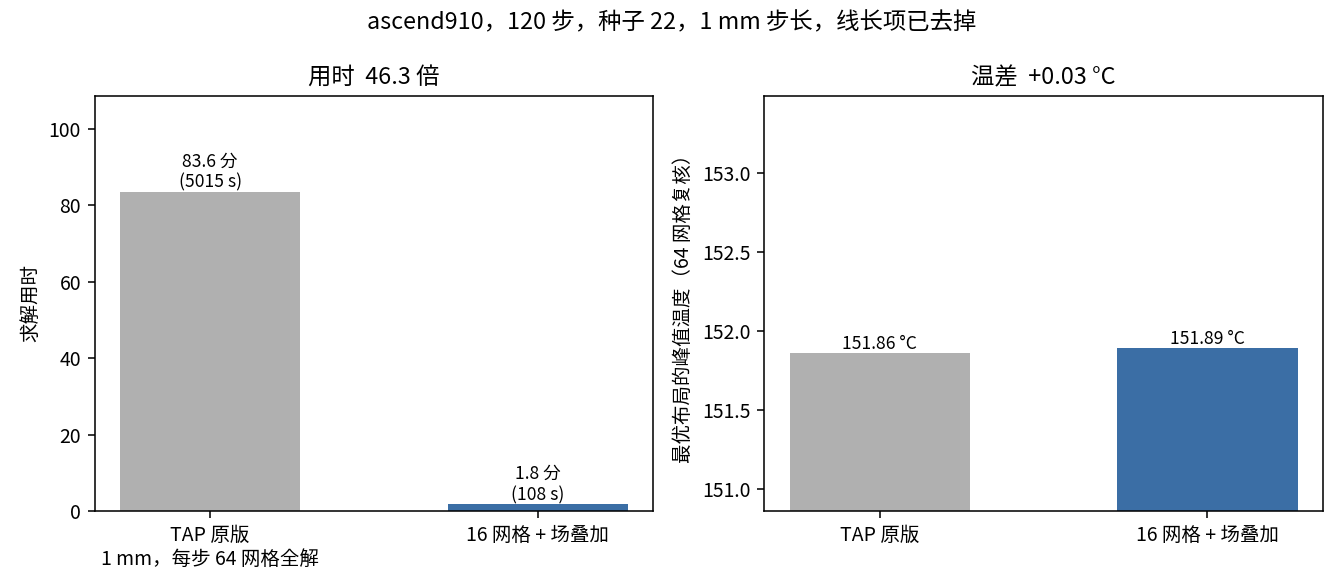 ascend910，120 步，种子 22，1 mm 步长，线长项已去掉
用时 46.3 倍
求解用时
100
80
60
40
20
0
83.6 分
(5015 s)
1.8 分
(108 s)
TAP 原版
1 mm，每步 64 网格全解
16 网格 + 场叠加
温差 +0.03 °C
最优布局的峰值温度（64 网格复核）
153.0
152.5
152.0
151.5
151.0
151.86 °C
151.89 °C
TAP 原版
16 网格 + 场叠加